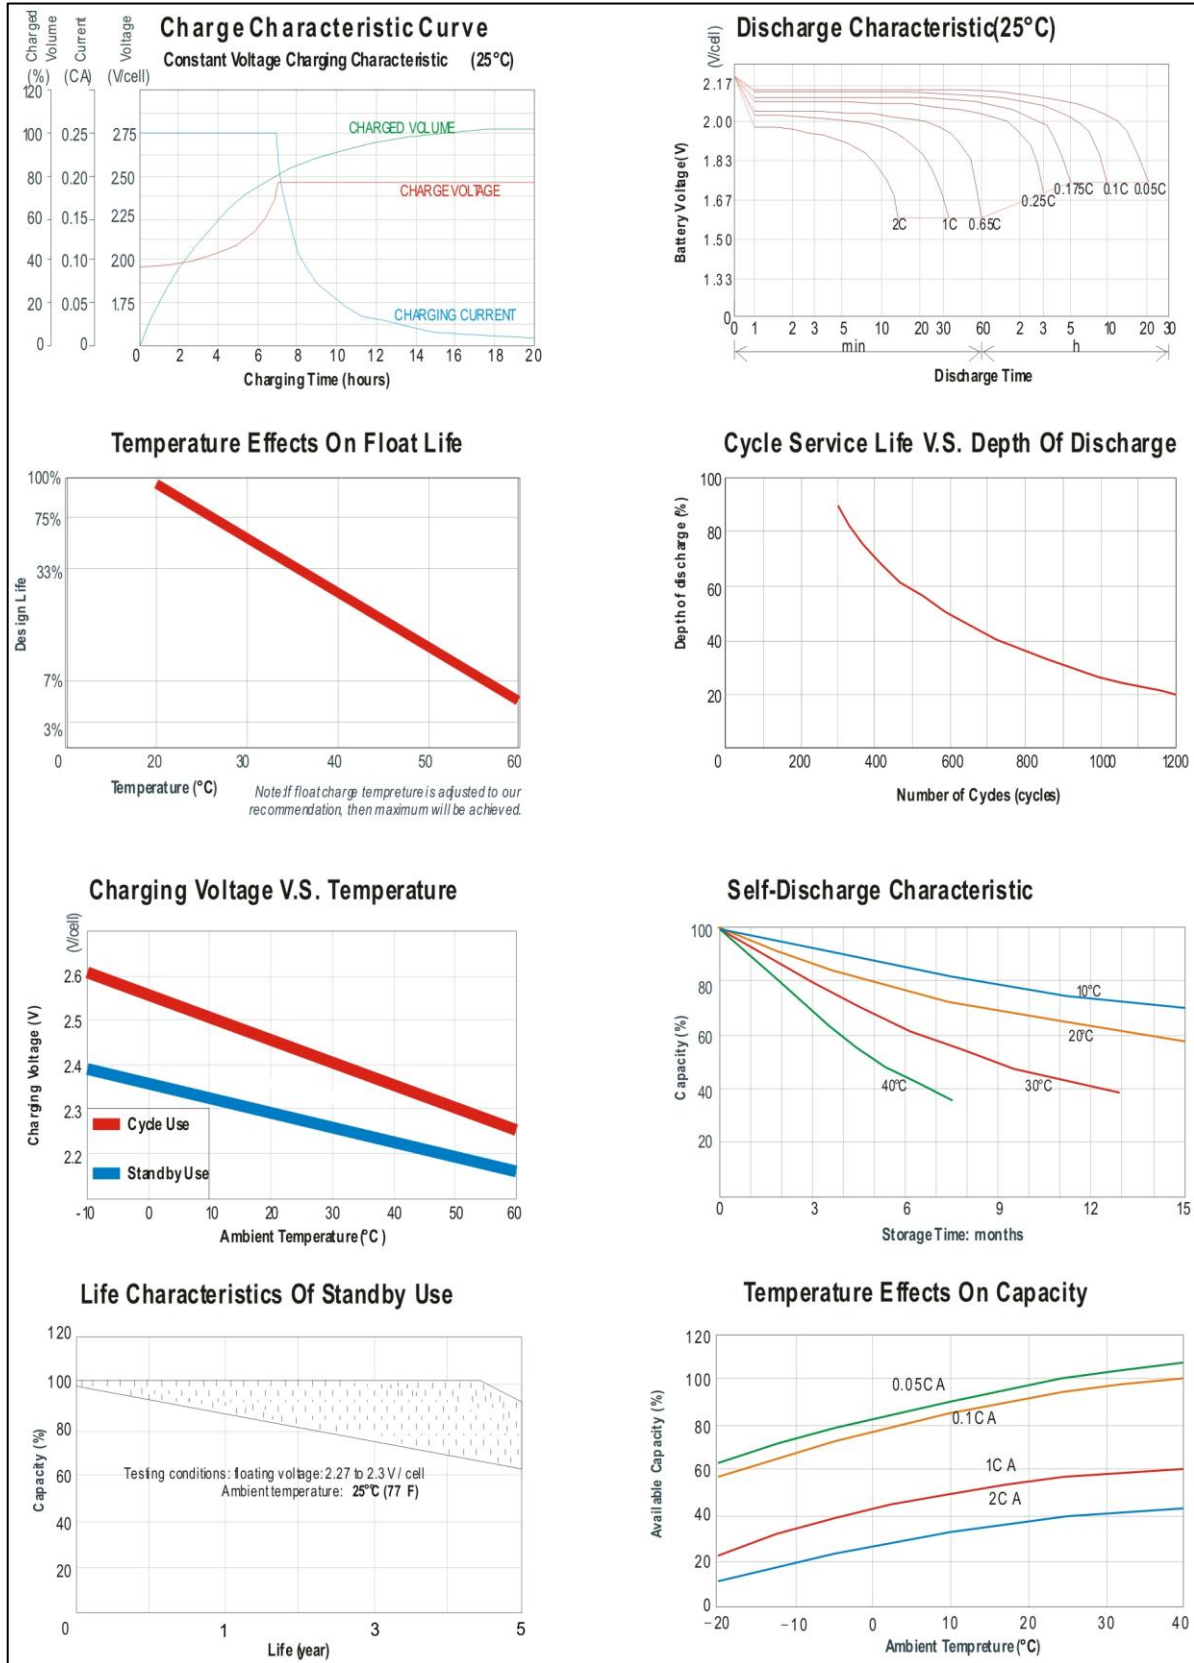 Charge Characteristic Curve
Constant Voltage Charging Characteristic (25°C)
Charged Volume (%)
Current (CA)
Voltage (V/cell)
120
100 0.25 2.75
80 0.20 2.50
60 0.15 2.25
40 0.10 2.00
20 0.05 1.75
0 0
CHARGED VOLUME
CHARGE VOLTAGE
CHARGING CURRENT
0 2 4 6 8 10 12 14 16 18 20
Charging Time (hours)
Discharge Characteristic(25°C)
(V/cell)
Battery Voltage(V)
2.17
2.00
1.83
1.67
1.50
1.33
0
2C 1C 0.65C 0.25C 0.175C 0.1C 0.05C
0 1 2 3 5 10 20 30 60 2 3 5 10 20 30
min h
Discharge Time
Temperature Effects On Float Life
Design Life
100%
75%
33%
7%
3%
0 20 30 40 50 60
Temperature (°C)
Note:If float charge tempreture is adjusted to our
recommendation, then maximum will be achieved.
Cycle Service Life V.S. Depth Of Discharge
Depth of discharge (%)
100
80
60
40
20
0 200 400 600 800 1000 1200
Number of Cycles (cycles)
Charging Voltage V.S. Temperature
(V/cell)
Charging Voltage (V)
2.6
2.5
2.4
2.3
2.2
Cycle Use
Standby Use
-10 0 10 20 30 40 50 60
Ambient Temperature (°C )
Self-Discharge Characteristic
Capacity (%)
100
80
60
40
20
10°C
20°C
30°C
40°C
0 3 6 9 12 15
Storage Time: months
Life Characteristics Of Standby Use
Capacity (%)
120
100
80
60
40
20
Testing conditions: floating voltage: 2.27 to 2.3 V / cell
Ambient temperature: 25°C (77 F)
0 1 3 5
Life (year)
Temperature Effects On Capacity
Available Capacity (%)
120
100
80
60
40
20
0
0.05C A
0.1C A
1C A
2C A
−20 −10 0 10 20 30 40
Ambient Tempreture (°C)